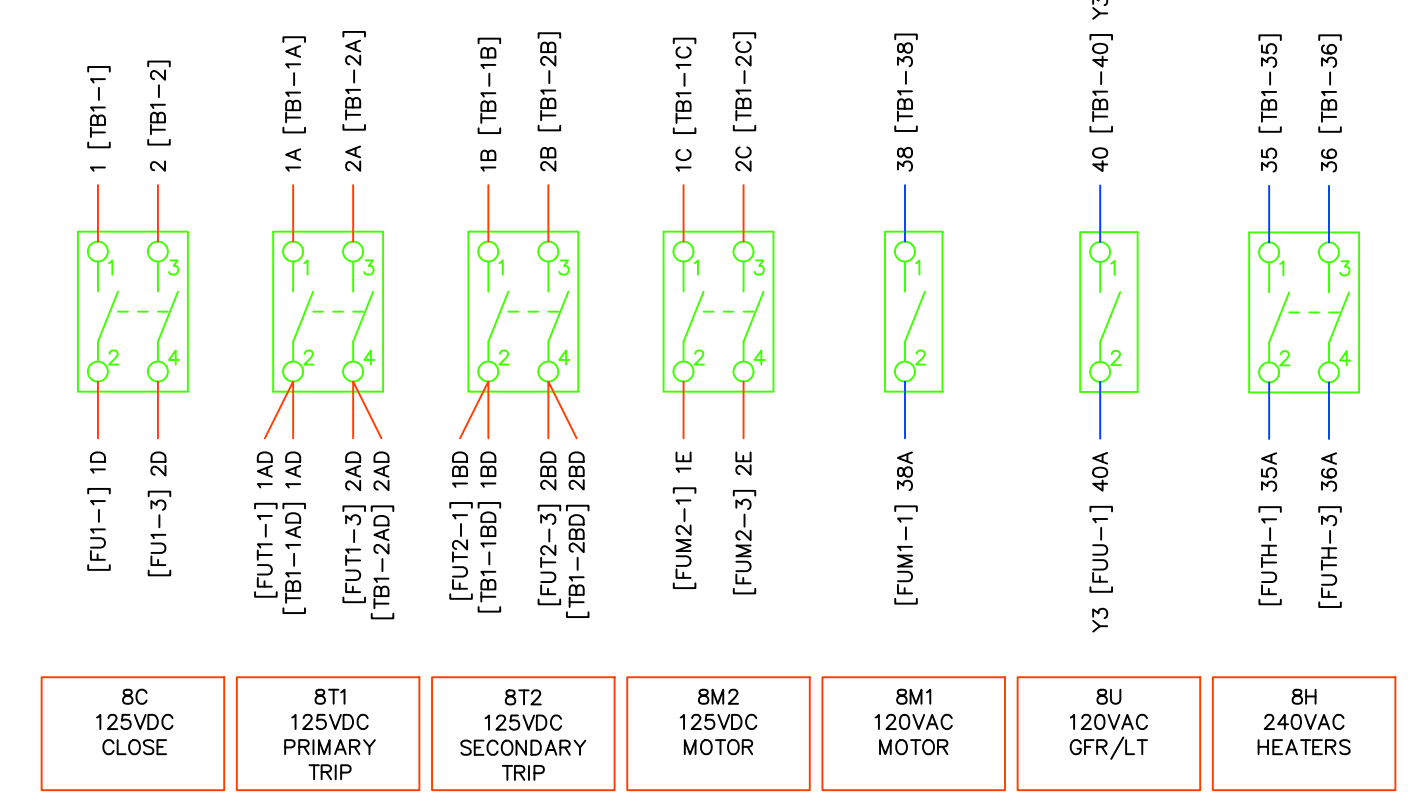 1 [TB1-1]
2 [TB1-2]
1A [TB1-1A]
2A [TB1-2A]
1B [TB1-1B]
2B [TB1-2B]
1C [TB1-1C]
2C [TB1-2C]
38 [TB1-38]
40 [TB1-40] Y3
35 [TB1-35]
36 [TB1-36]
1 3
1 3
1 3
1 3
1
1
1 3
2 4
2 4
2 4
2 4
2
2
2 4
[FU1-1] 1D
[FU1-3] 2D
[FUT1-1] 1AD
[TB1-1AD] 1AD
[FUT1-3] 2AD
[TB1-2AD] 2AD
[FUT2-1] 1BD
[TB1-1BD] 1BD
[FUT2-3] 2BD
[TB1-2BD] 2BD
[FUM2-1] 1E
[FUM2-3] 2E
[FUM1-1] 38A
Y3 [FUU-1] 40A
[FUTH-1] 35A
[FUTH-3] 36A
8C
125VDC
CLOSE
8T1
125VDC
PRIMARY
TRIP
8T2
125VDC
SECONDARY
TRIP
8M2
125VDC
MOTOR
8M1
120VAC
MOTOR
8U
120VAC
GFR/LT
8H
240VAC
HEATERS